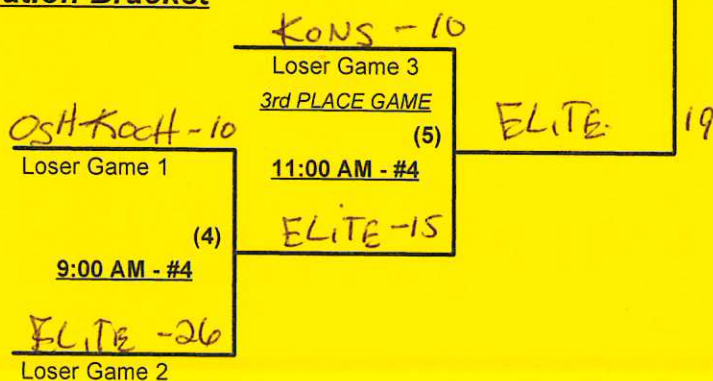 ation Bracket
KONS - 10
Loser Game 3
3rd PLACE GAME
OSH-KOCH - 10
(5)
ELITE
19
Loser Game 1
11:00 AM - #4
(4)
ELITE - 15
9:00 AM - #4
ELITE - 26
Loser Game 2